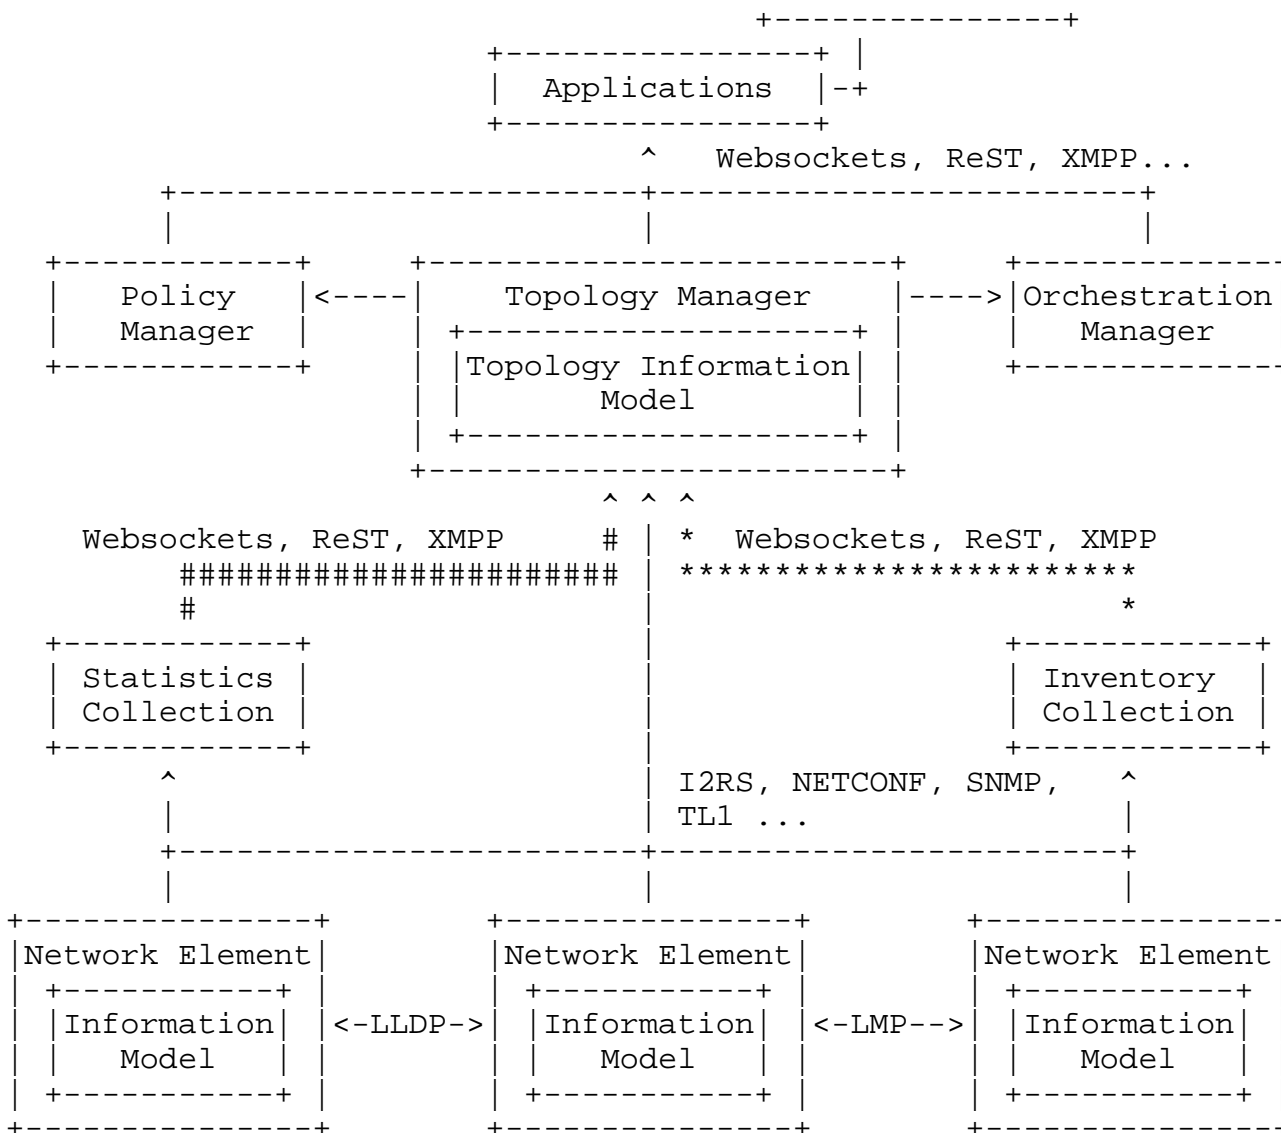 Applications
Websockets, ReST, XMPP...
Policy Topology Manager Orchestration
Manager Manager
Topology Information
Model
Websockets, ReST, XMPP Websockets, ReST, XMPP
Statistics Inventory
Collection Collection
I2RS, NETCONF, SNMP,
TL1 ...
Network Element Network Element Network Element
Information <-LLDP-> Information <-LMP--> Information
Model Model Model